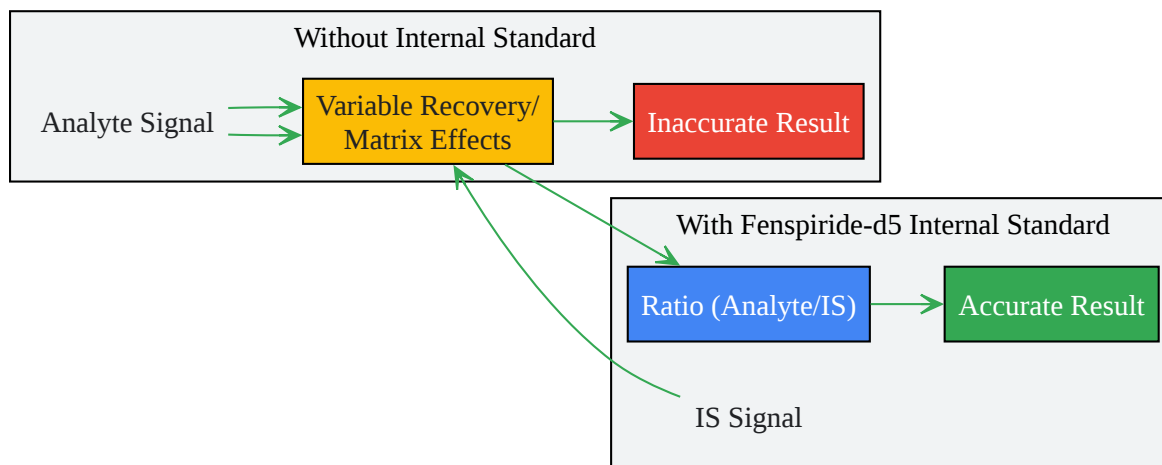 Without Internal Standard
Analyte Signal
Variable Recovery/
Matrix Effects
Inaccurate Result
With Fenspiride-d5 Internal Standard
Ratio (Analyte/IS)
Accurate Result
IS Signal